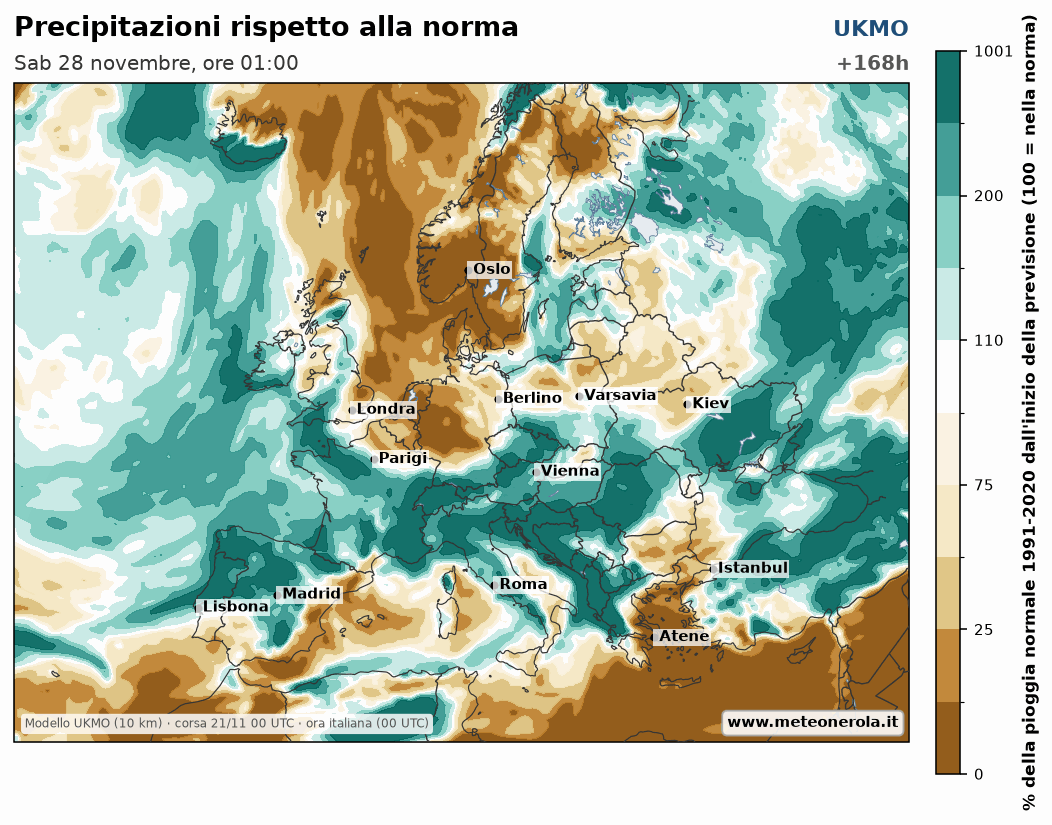 Precipitazioni rispetto alla norma
UKMO
Sab 28 novembre, ore 01:00
+168h
1001
200
110
75
25
0
% della pioggia normale 1991-2020 dall'inizio della previsione (100 = nella norma)
Oslo
Berlino
Varsavia
Kiev
Londra
Parigi
Vienna
Istanbul
Roma
Madrid
Lisbona
Atene
Modello UKMO (10 km) · corsa 21/11 00 UTC · ora italiana (00 UTC)
www.meteonerola.it